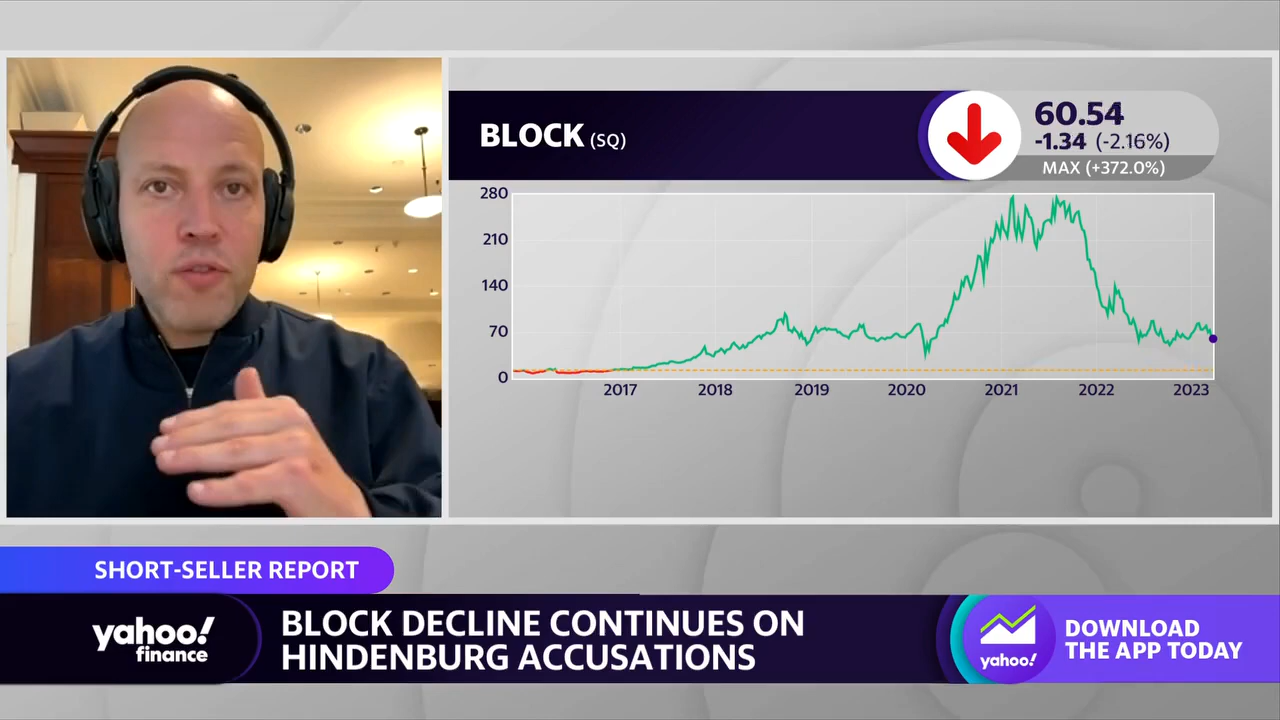 BLOCK (SQ)
60.54
-1.34 (-2.16%)
MAX (+372.0%)
280
210
140
70
0
2017 2018 2019 2020 2021 2022 2023
SHORT-SELLER REPORT
yahoo!
finance
BLOCK DECLINE CONTINUES ON
HINDENBURG ACCUSATIONS
yahoo!
DOWNLOAD
THE APP TODAY